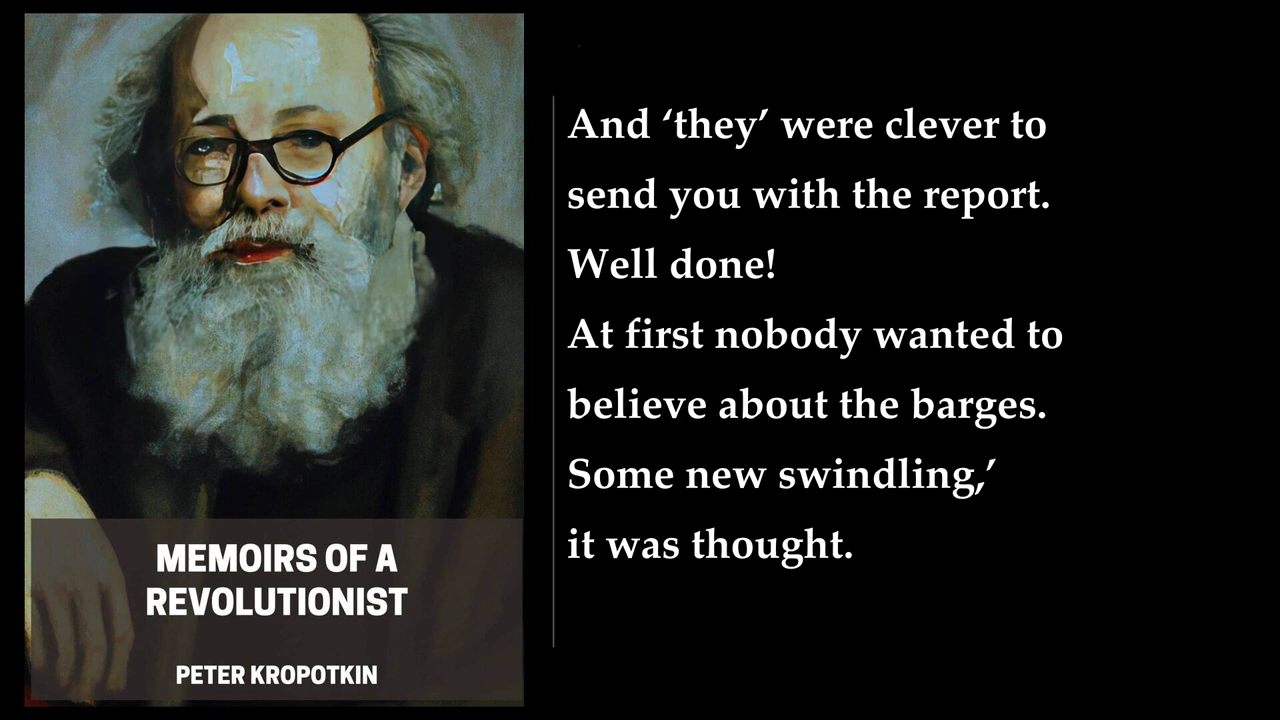 MEMOIRS OF A
REVOLUTIONIST
PETER KROPOTKIN
And ‘they’ were clever to
send you with the report.
Well done!
At first nobody wanted to
believe about the barges.
Some new swindling,’
it was thought.